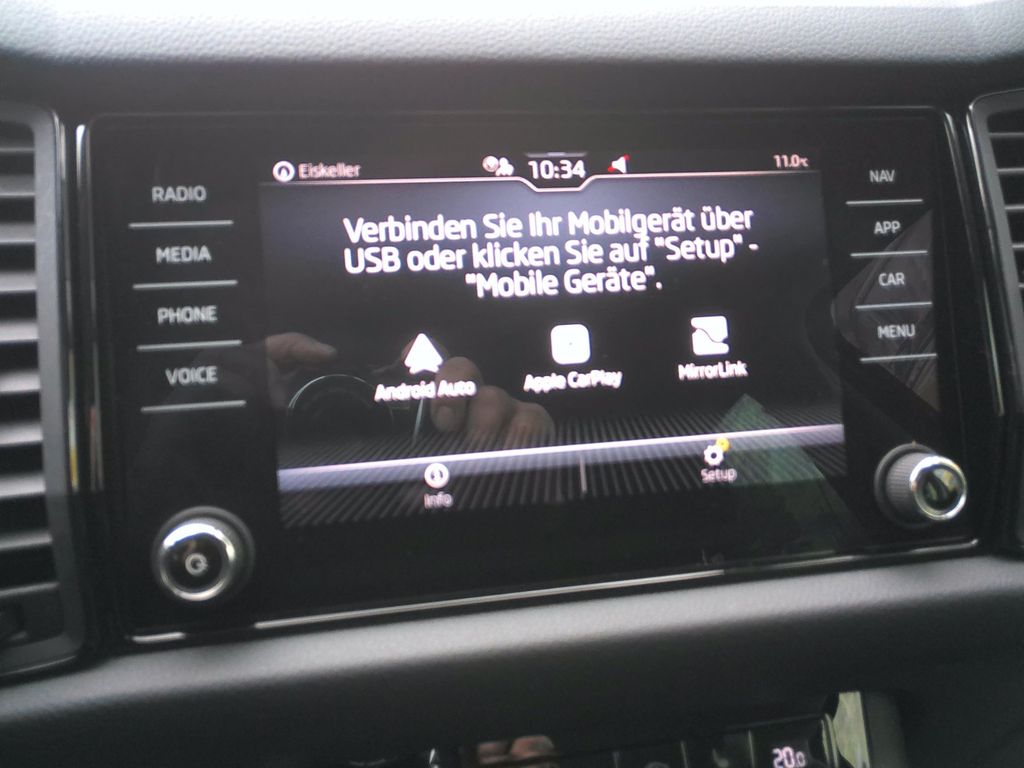 Eiskeller 10:34 11.0°C
RADIO
MEDIA
PHONE
VOICE
Verbinden Sie Ihr Mobilgerät über
USB oder klicken Sie auf "Setup" -
"Mobile Geräte".
Android Auto Apple CarPlay MirrorLink
Info Setup
NAV
APP
CAR
MENU
20.0